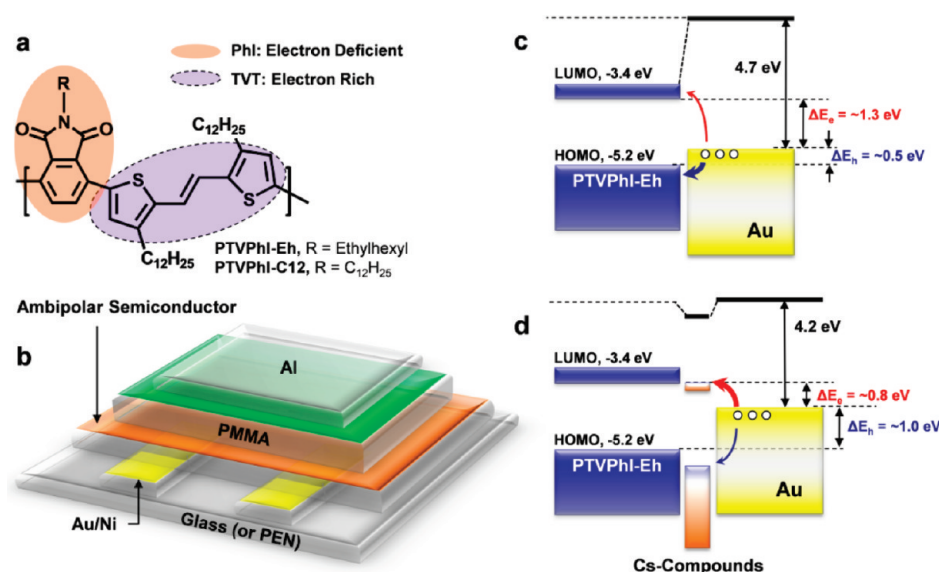 a
PhI: Electron Deficient
TVT: Electron Rich
R
N
O
O
C₁₂H₂₅
S
S
C₁₂H₂₅
PTVPhI-Eh, R = Ethylhexyl
PTVPhI-C12, R = C₁₂H₂₅
Ambipolar Semiconductor
b
Al
PMMA
Au/Ni
Glass (or PEN)
c
LUMO, -3.4 eV
4.7 eV
ΔEₑ = ~1.3 eV
HOMO, -5.2 eV
ΔEₕ = ~0.5 eV
PTVPhI-Eh
Au
d
4.2 eV
LUMO, -3.4 eV
ΔEₑ = ~0.8 eV
ΔEₕ = ~1.0 eV
HOMO, -5.2 eV
PTVPhI-Eh
Au
Cs-Compounds